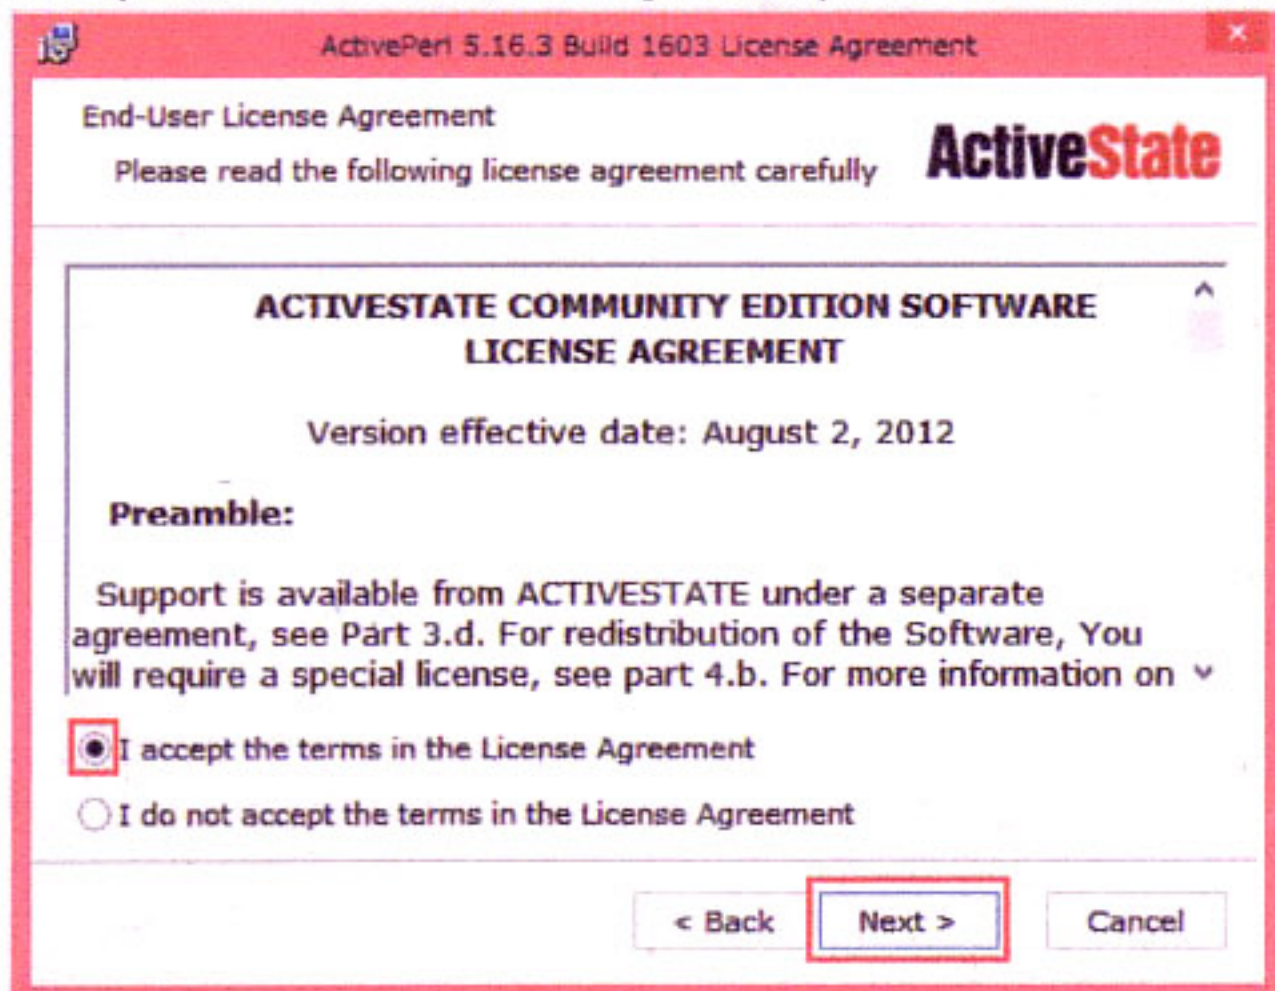 ActivePerl 5.16.3 Build 1603 License Agreement
End-User License Agreement
Please read the following license agreement carefully
ActiveState
ACTIVESTATE COMMUNITY EDITION SOFTWARE
LICENSE AGREEMENT
Version effective date: August 2, 2012
Preamble:
Support is available from ACTIVESTATE under a separate
agreement, see Part 3.d. For redistribution of the Software, You
will require a special license, see part 4.b. For more information on
I accept the terms in the License Agreement
I do not accept the terms in the License Agreement
< Back Next > Cancel